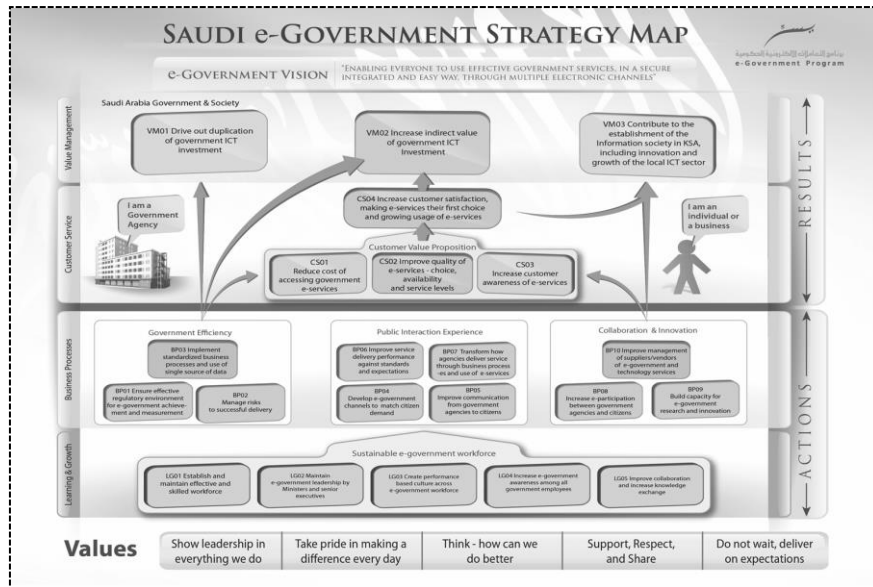 SAUDI e-GOVERNMENT STRATEGY MAP
برنامج التعاملات الإلكترونية الحكومية
e-Government Program
e-GOVERNMENT VISION
"ENABLING EVERYONE TO USE EFFECTIVE GOVERNMENT SERVICES, IN A SECURE
INTEGRATED AND EASY WAY, THROUGH MULTIPLE ELECTRONIC CHANNELS"
Value Management
Saudi Arabia Government & Society
VM01 Drive out duplication
of government ICT
investment
VM02 Increase indirect value
of government ICT
Investment
VM03 Contribute to the
establishment of the
Information society in KSA,
including innovation and
growth of the local ICT sector
RESULTS
Customer Service
I am a
Government
Agency
CS04 Increase customer satisfaction,
making e-services their first choice
and growing usage of e-services
I am an
individual or
a business
Customer Value Proposition
CS01
Reduce cost of
accessing government
e-services
CS02 Improve quality of
e-services - choice,
availability
and service levels
CS03
Increase customer
awareness of e-services
Business Processes
Government Efficiency
BP03 Implement
standardized business
processes and use of
single source of data
BP01 Ensure effective
regulatory environment
for e-government achieve-
ment and measurement
BP02
Manage risks
to successful delivery
Public Interaction Experience
BP06 Improve service
delivery performance
against standards
and expectations
BP07 Transform how
agencies deliver service
through business process
-es and use of e-services
BP04
Develop e-government
channels to match citizen
demand
BP05
Improve communication
from government
agencies to citizens
Collaboration & Innovation
BP10 Improve management
of suppliers/vendors
of e-government and
technology services
BP08
Increase e-participation
between government
agencies and citizens
BP09
Build capacity for
e-government
research and innovation
ACTIONS
Learning & Growth
Sustainable e-government workforce
LG01 Establish and
maintain effective and
skilled workforce
LG02 Maintain
e-government leadership by
Ministers and senior
executives
LG03 Create performance
based culture across
e-government workforce
LG04 Increase e-government
awareness among all
government employees
LG05 Improve collaboration
and increase knowledge
exchange
Values
Show leadership in
everything we do
Take pride in making a
difference every day
Think - how can we
do better
Support, Respect,
and Share
Do not wait, deliver
on expectations